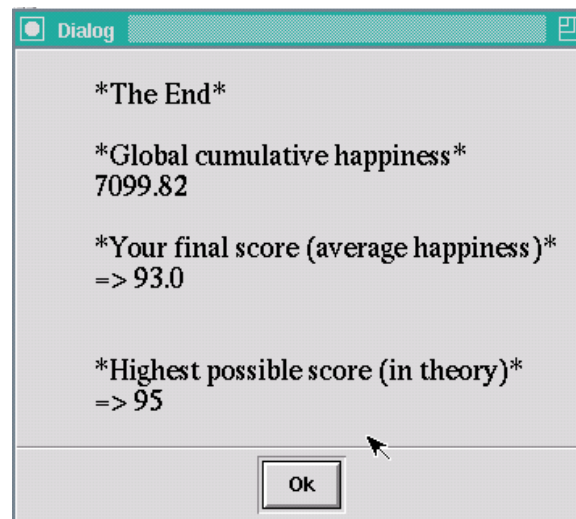 Dialog
*The End*
*Global cumulative happiness*
7099.82
*Your final score (average happiness)*
=> 93.0
*Highest possible score (in theory)*
=> 95
Ok